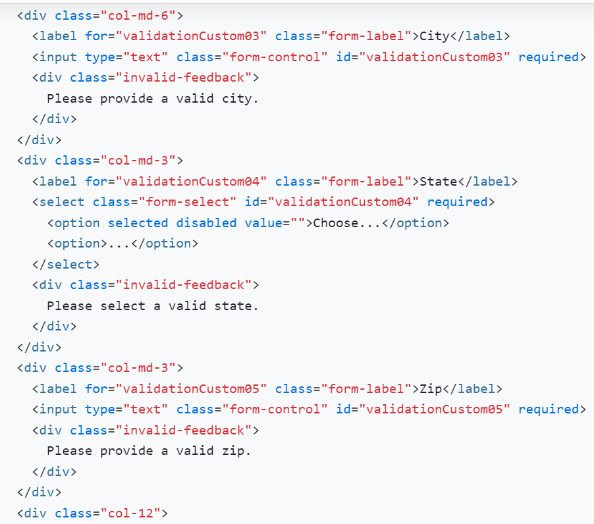 <div class="col-md-6">
<label for="validationCustom03" class="form-label">City</label>
<input type="text" class="form-control" id="validationCustom03" required>
<div class="invalid-feedback">
Please provide a valid city.
</div>
</div>
<div class="col-md-3">
<label for="validationCustom04" class="form-label">State</label>
<select class="form-select" id="validationCustom04" required>
<option selected disabled value="">Choose...</option>
<option>...</option>
</select>
<div class="invalid-feedback">
Please select a valid state.
</div>
</div>
<div class="col-md-3">
<label for="validationCustom05" class="form-label">Zip</label>
<input type="text" class="form-control" id="validationCustom05" required>
<div class="invalid-feedback">
Please provide a valid zip.
</div>
</div>
<div class="col-12">